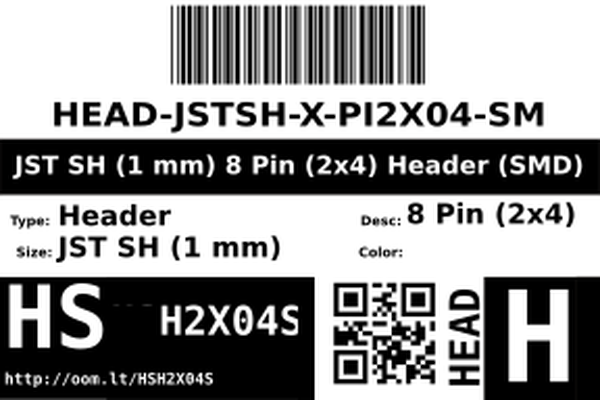 HEAD-JSTSH-X-PI2X04-SM
JST SH (1 mm) 8 Pin (2x4) Header (SMD)
Type: Header
Desc: 8 Pin (2x4)
Size: JST SH (1 mm)
Color:
HS
H2X04S
http://oom.lt/HSH2X04S
HEAD
H